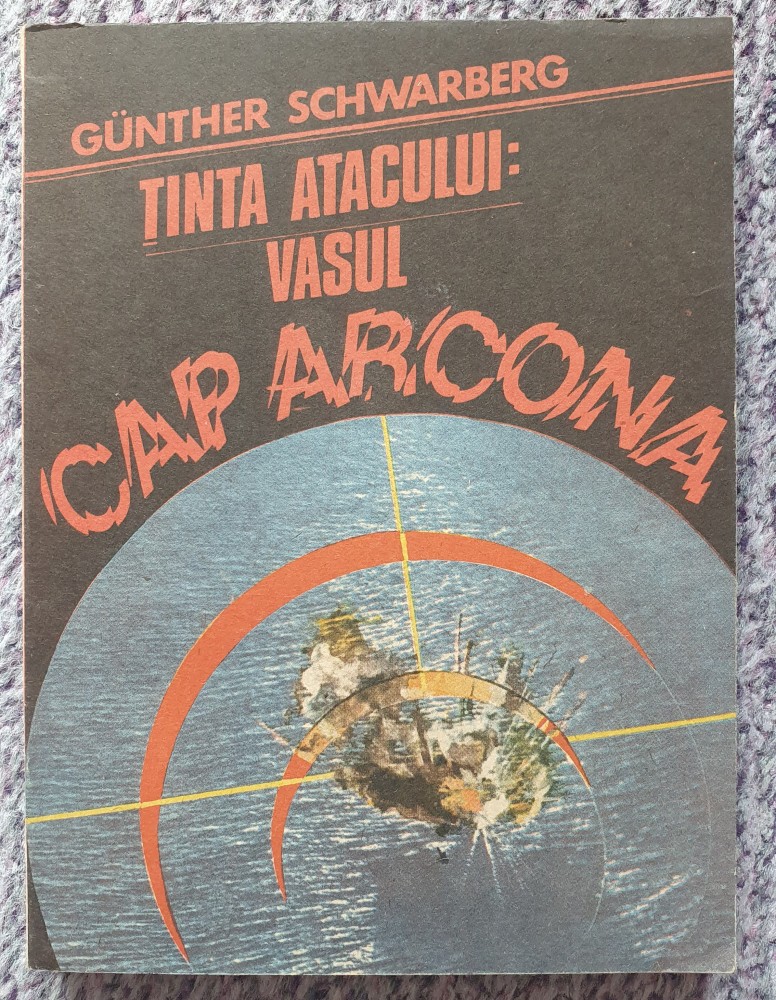 GÜNTHER SCHWARBERG
ȚINTA ATACULUI:
VASUL
CAP ARCONA